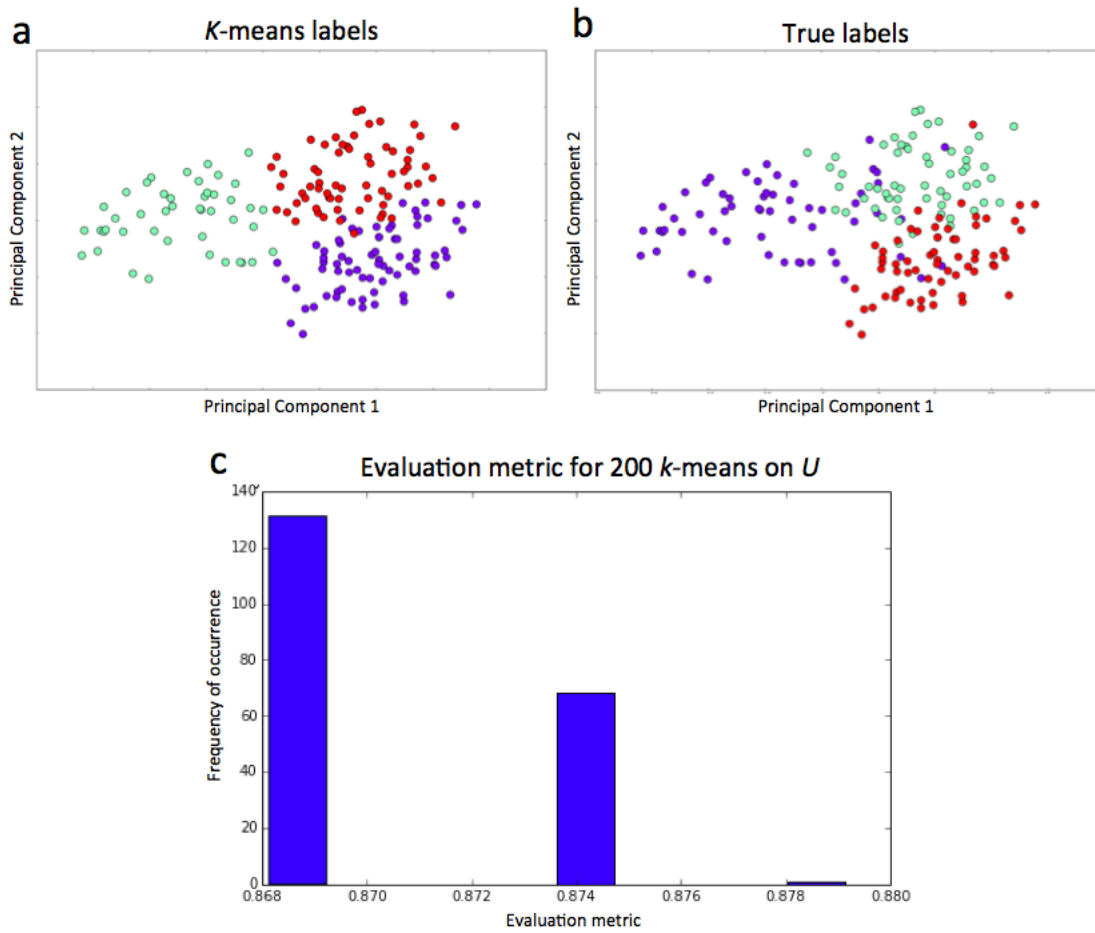 a
K-means labels
Principal Component 2
Principal Component 1
b
True labels
Principal Component 2
Principal Component 1
c
Evaluation metric for 200 k-means on U
Frequency of occurrence
140
120
100
80
60
40
20
0
0.868
0.870
0.872
0.874
0.876
0.878
0.880
Evaluation metric